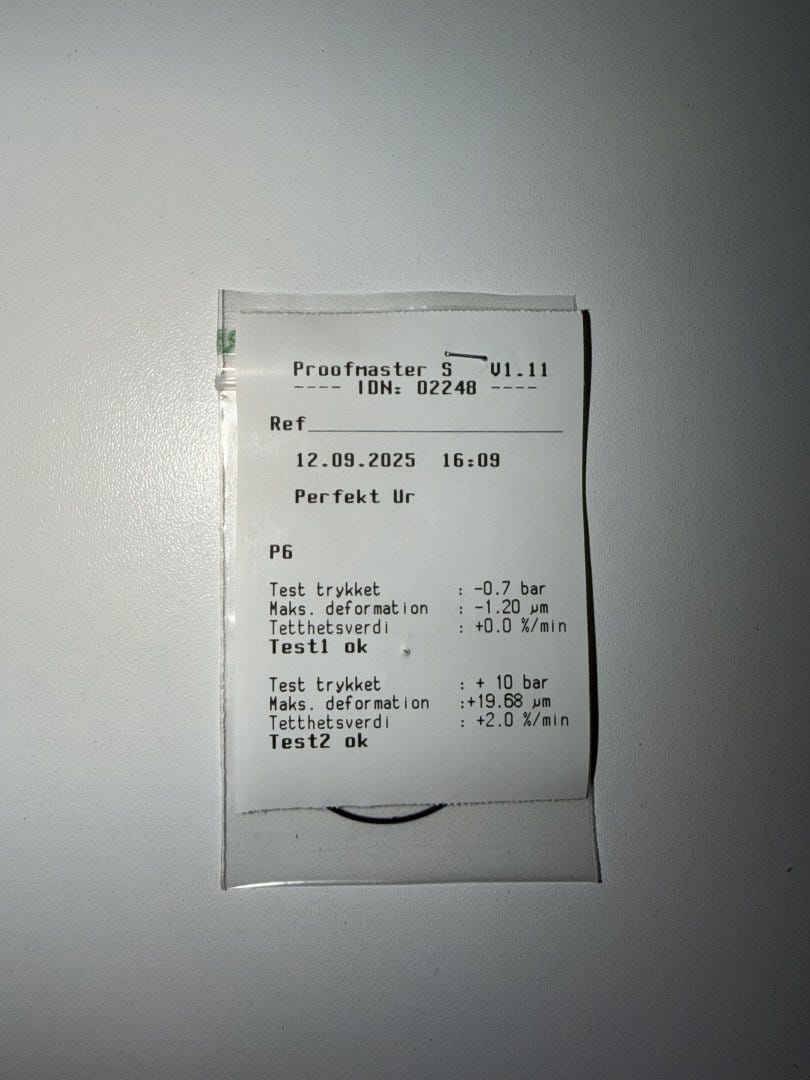 Proofmaster S V1.11
---- IDN: 02248 ----
Ref
12.09.2025 16:09
Perfekt Ur
P6
Test trykket : -0.7 bar
Maks. deformation : -1.20 µm
Tetthetsverdi : +0.0 %/min
Test1 ok
Test trykket : + 10 bar
Maks. deformation :+19.68 µm
Tetthetsverdi : +2.0 %/min
Test2 ok